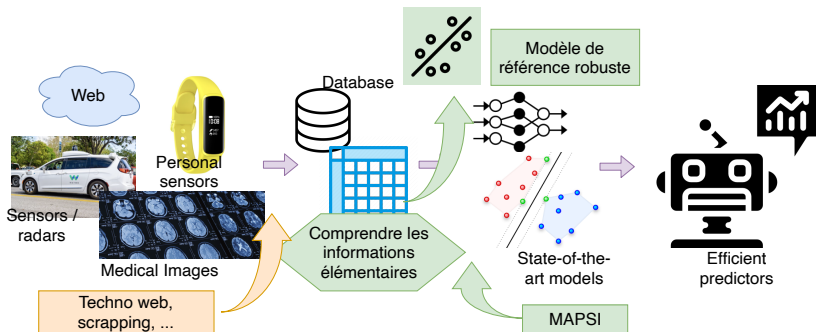 Modèle de
référence robuste
Web
Database
Personal
sensors
Sensors /
radars
Medical Images
Comprendre les
informations
élémentaires
State-of-the-
art models
Efficient
predictors
Techno web,
scrapping, ...
MAPSI